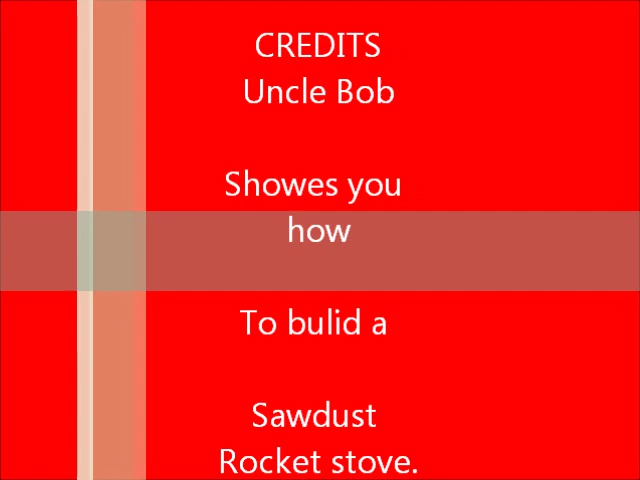 CREDITS
Uncle Bob
Showes you
how
To bulid a
Sawdust
Rocket stove.